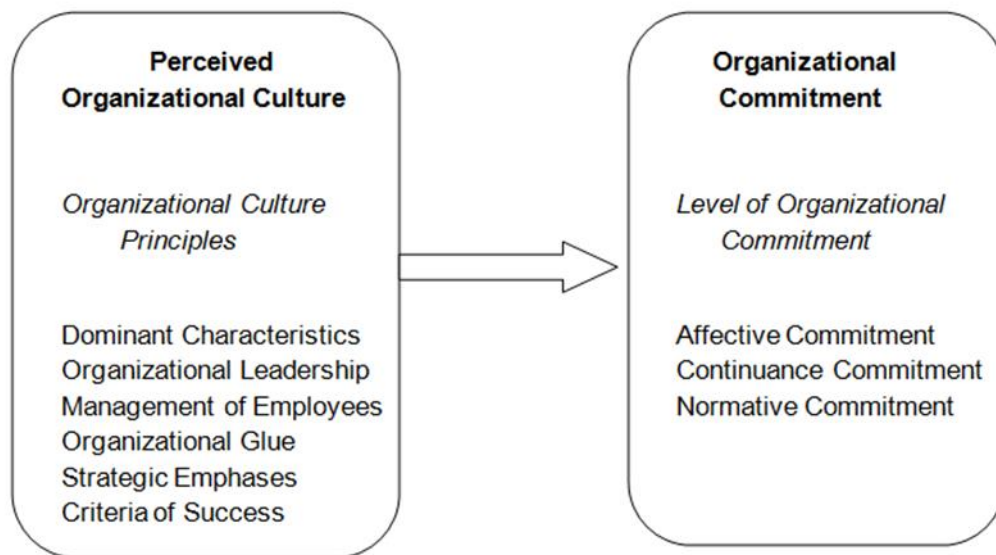 Perceived
Organizational Culture
Organizational Culture
Principles
Dominant Characteristics
Organizational Leadership
Management of Employees
Organizational Glue
Strategic Emphases
Criteria of Success
Organizational
Commitment
Level of Organizational
Commitment
Affective Commitment
Continuance Commitment
Normative Commitment